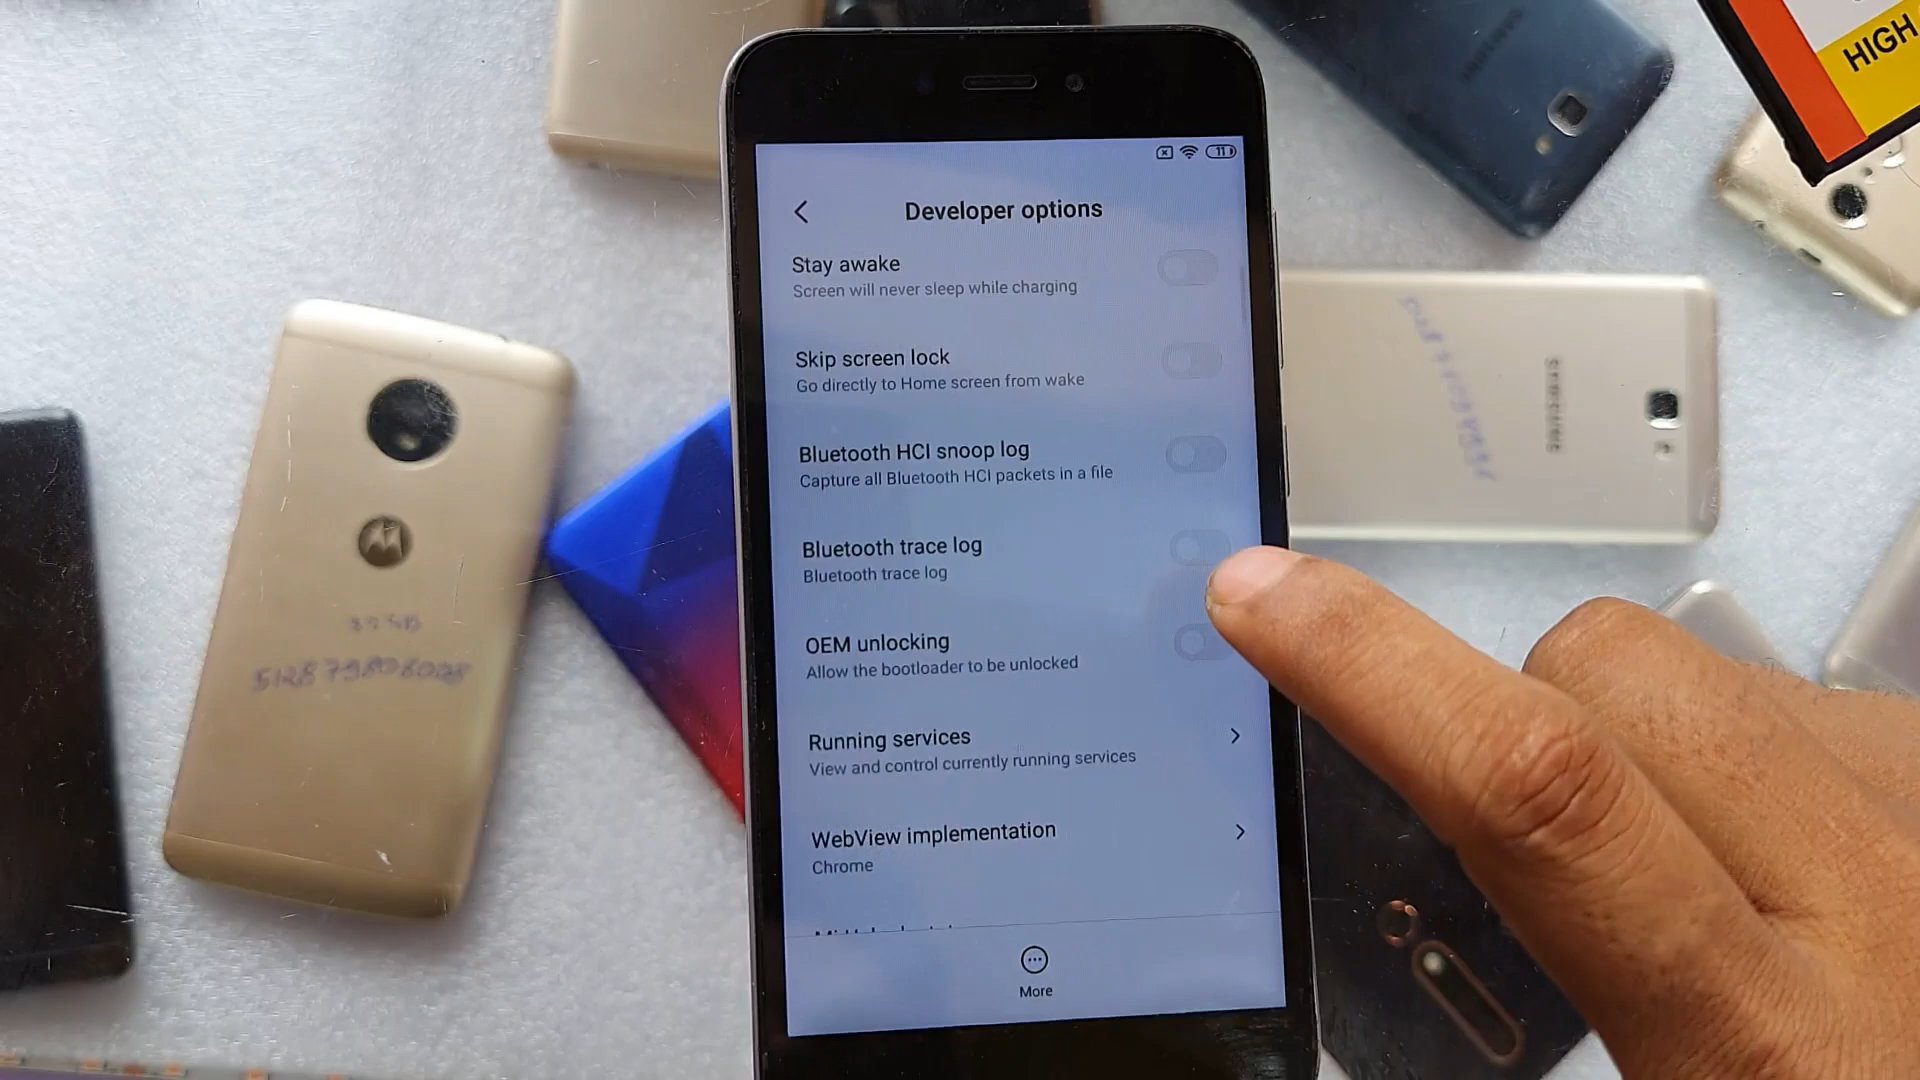 HIGH
11
Developer options
Stay awake
Screen will never sleep while charging
Skip screen lock
Go directly to Home screen from wake
Bluetooth HCI snoop log
Capture all Bluetooth HCI packets in a file
Bluetooth trace log
Bluetooth trace log
OEM unlocking
Allow the bootloader to be unlocked
Running services
View and control currently running services
WebView implementation
Chrome
More
SAMSUNG
SAMSUNG